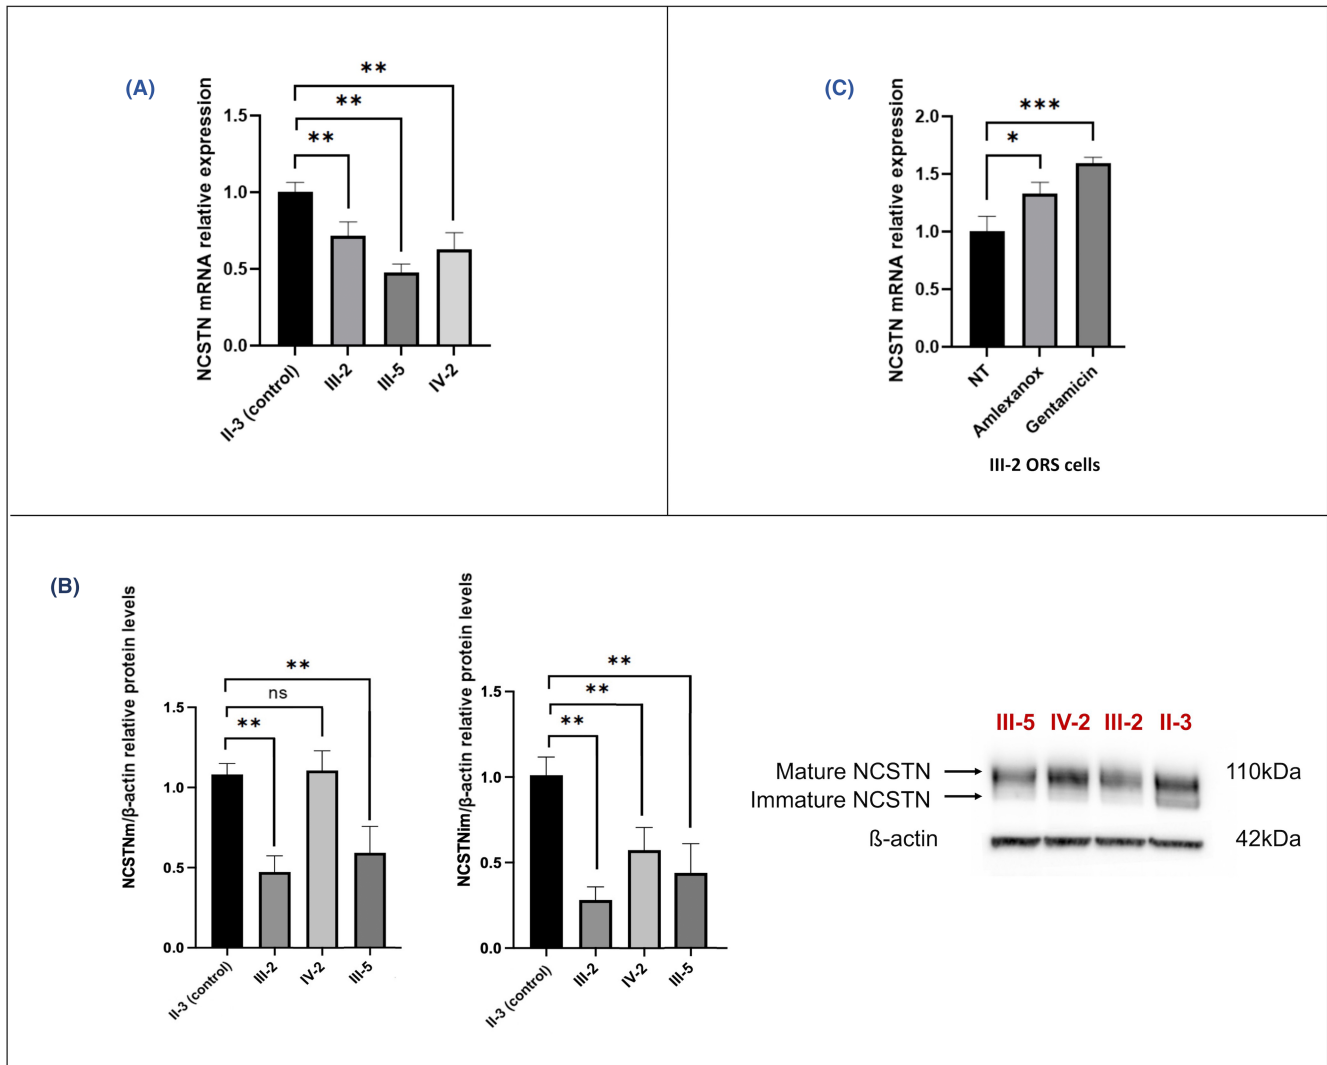 (A)
NCSTN mRNA relative expression
**
**
**
1.5
1.0
0.5
0.0
II-3 (control)
III-2
III-5
IV-2
(C)
NCSTN mRNA relative expression
***
*
2.0
1.5
1.0
0.5
0.0
NT
Amlexanox
Gentamicin
III-2 ORS cells
(B)
NCSTNm/β-actin relative protein levels
**
ns
**
1.5
1.0
0.5
0.0
II-3 (control)
III-2
IV-2
III-5
NCSTNim/β-actin relative protein levels
**
**
**
1.5
1.0
0.5
0.0
II-3 (control)
III-2
IV-2
III-5
III-5 IV-2 III-2 II-3
Mature NCSTN 110kDa
Immature NCSTN
ß-actin 42kDa